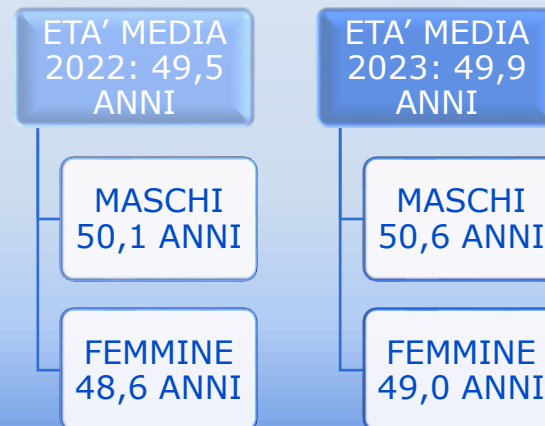 ETA’ MEDIA
2022: 49,5
ANNI
MASCHI
50,1 ANNI
FEMMINE
48,6 ANNI
ETA’ MEDIA
2023: 49,9
ANNI
MASCHI
50,6 ANNI
FEMMINE
49,0 ANNI